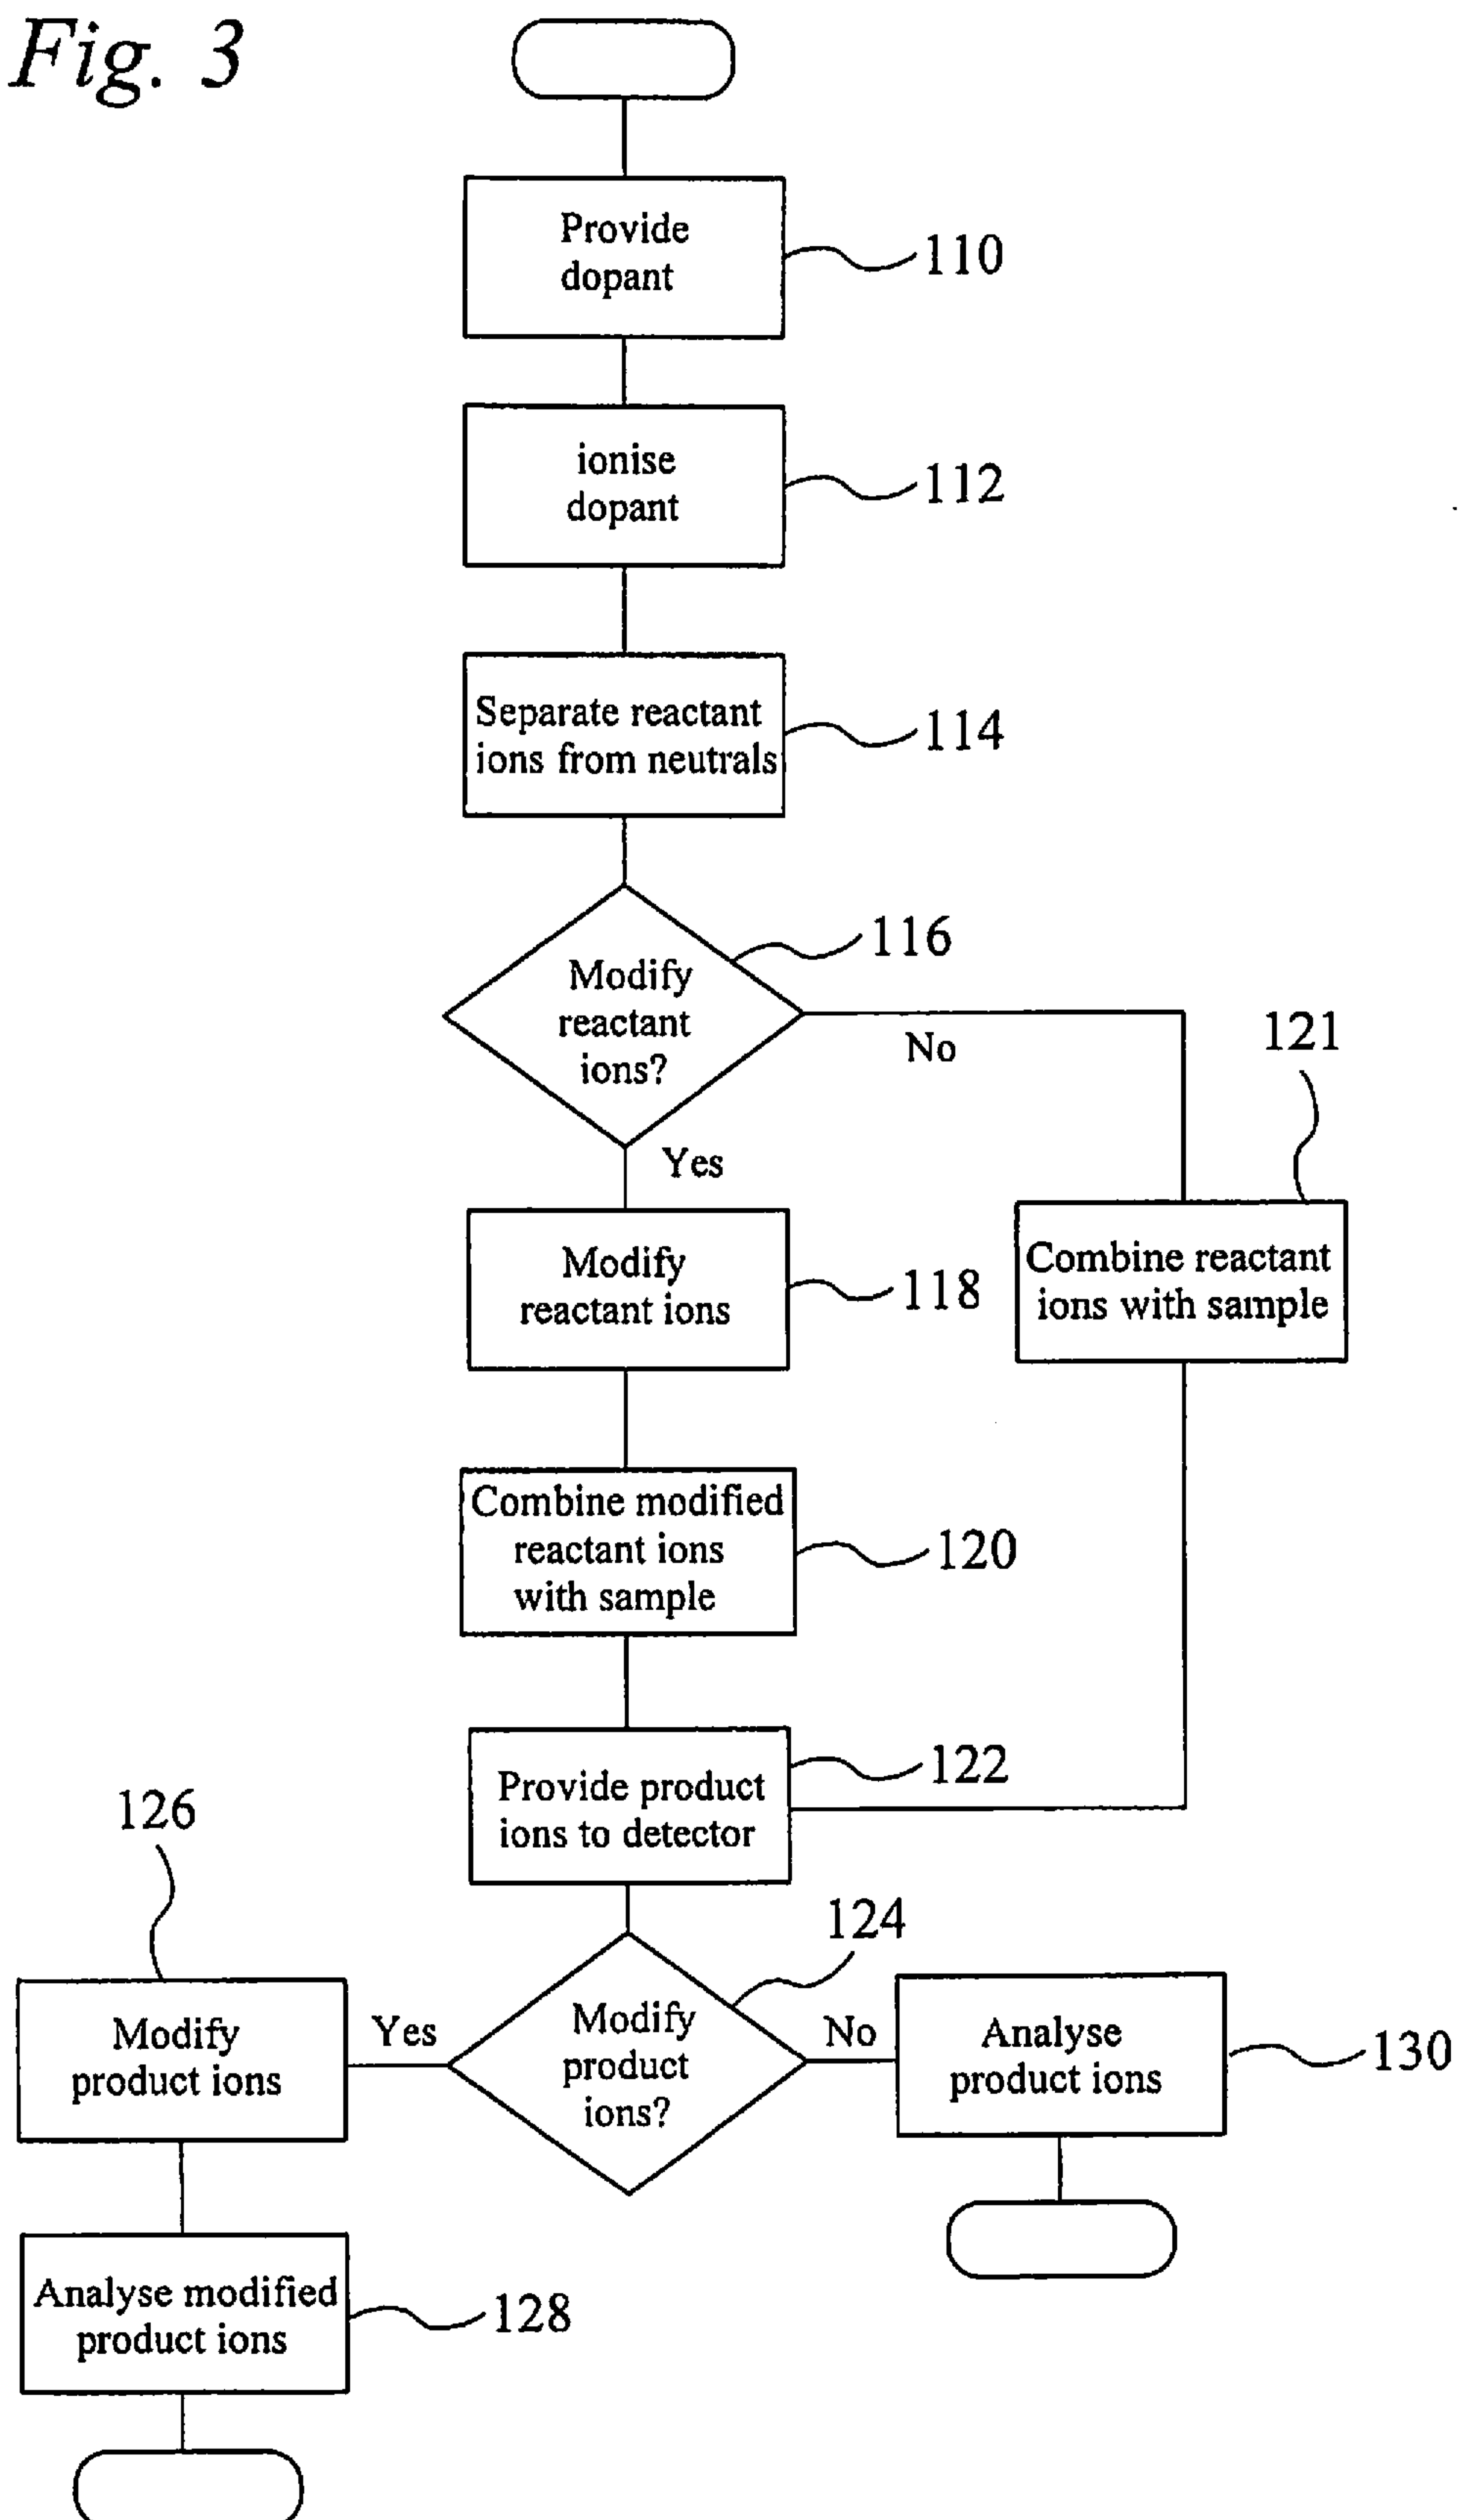 Fig. 3
Provide
dopant
110
ionise
dopant
112
Separate reactant
ions from neutrals
114
116
Modify
reactant
ions?
No
121
Yes
Combine reactant
ions with sample
Modify
reactant ions
118
Combine modified
reactant ions
with sample
120
122
Provide product
ions to detector
126
124
Modify
product ions
Yes
Modify
product
ions?
No
Analyse
product ions
130
Analyse modified
product ions
128